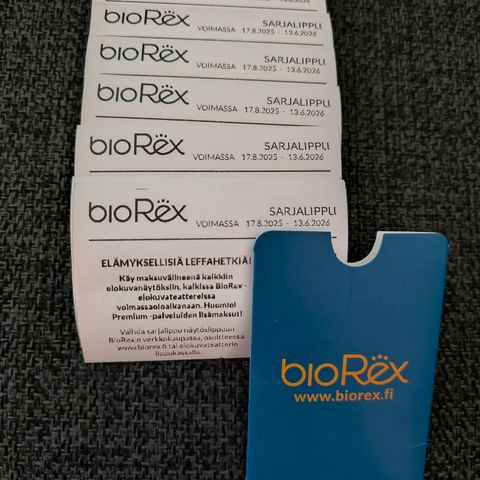 bioRëx SARJALIPPU
VOIMASSA 17.8.2025 - 13.6.2026
bioRëx SARJALIPPU
VOIMASSA 17.8.2025 - 13.6.2026
bioRëx SARJALIPPU
VOIMASSA 17.8.2025 - 13.6.2026
bioRëx SARJALIPPU
VOIMASSA 17.8.2025 - 13.6.2026
bioRëx SARJALIPPU
VOIMASSA 17.8.2025 - 13.6.2026
ELÄMYKSELLISIÄ LEFFAHETKIÄ!
Käy maksuvälineenä kaikkiin
elokuvanäytöksiin, kaikissa BioRex -
elokuvateattereissa
voimassaoloaikanaan. Huomioi
Premium -palveluiden lisämaksut!
Vaihda sarjalippu näytöslippuun
BioRex:n verkkokaupassa, osoitteessa:
www.biorex.fi tai elokuvateatterin
lippukassalla.
bioRëx
www.biorex.fi